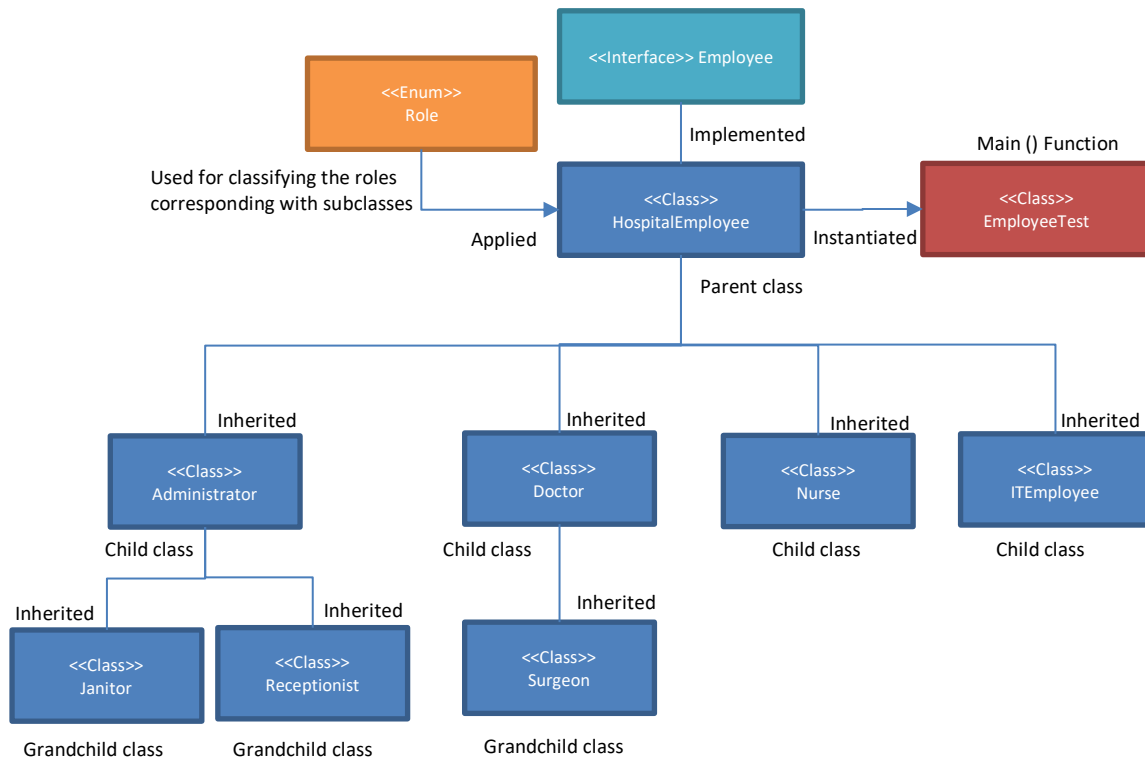 <<Interface>> Employee
<<Enum>>
Role
Implemented
Main () Function
Used for classifying the roles
corresponding with subclasses
<<Class>>
HospitalEmployee
<<Class>>
EmployeeTest
Applied
Instantiated
Parent class
Inherited
Inherited
Inherited
Inherited
<<Class>>
Administrator
<<Class>>
Doctor
<<Class>>
Nurse
<<Class>>
ITEmployee
Child class
Child class
Child class
Child class
Inherited
Inherited
Inherited
<<Class>>
Janitor
<<Class>>
Receptionist
<<Class>>
Surgeon
Grandchild class
Grandchild class
Grandchild class